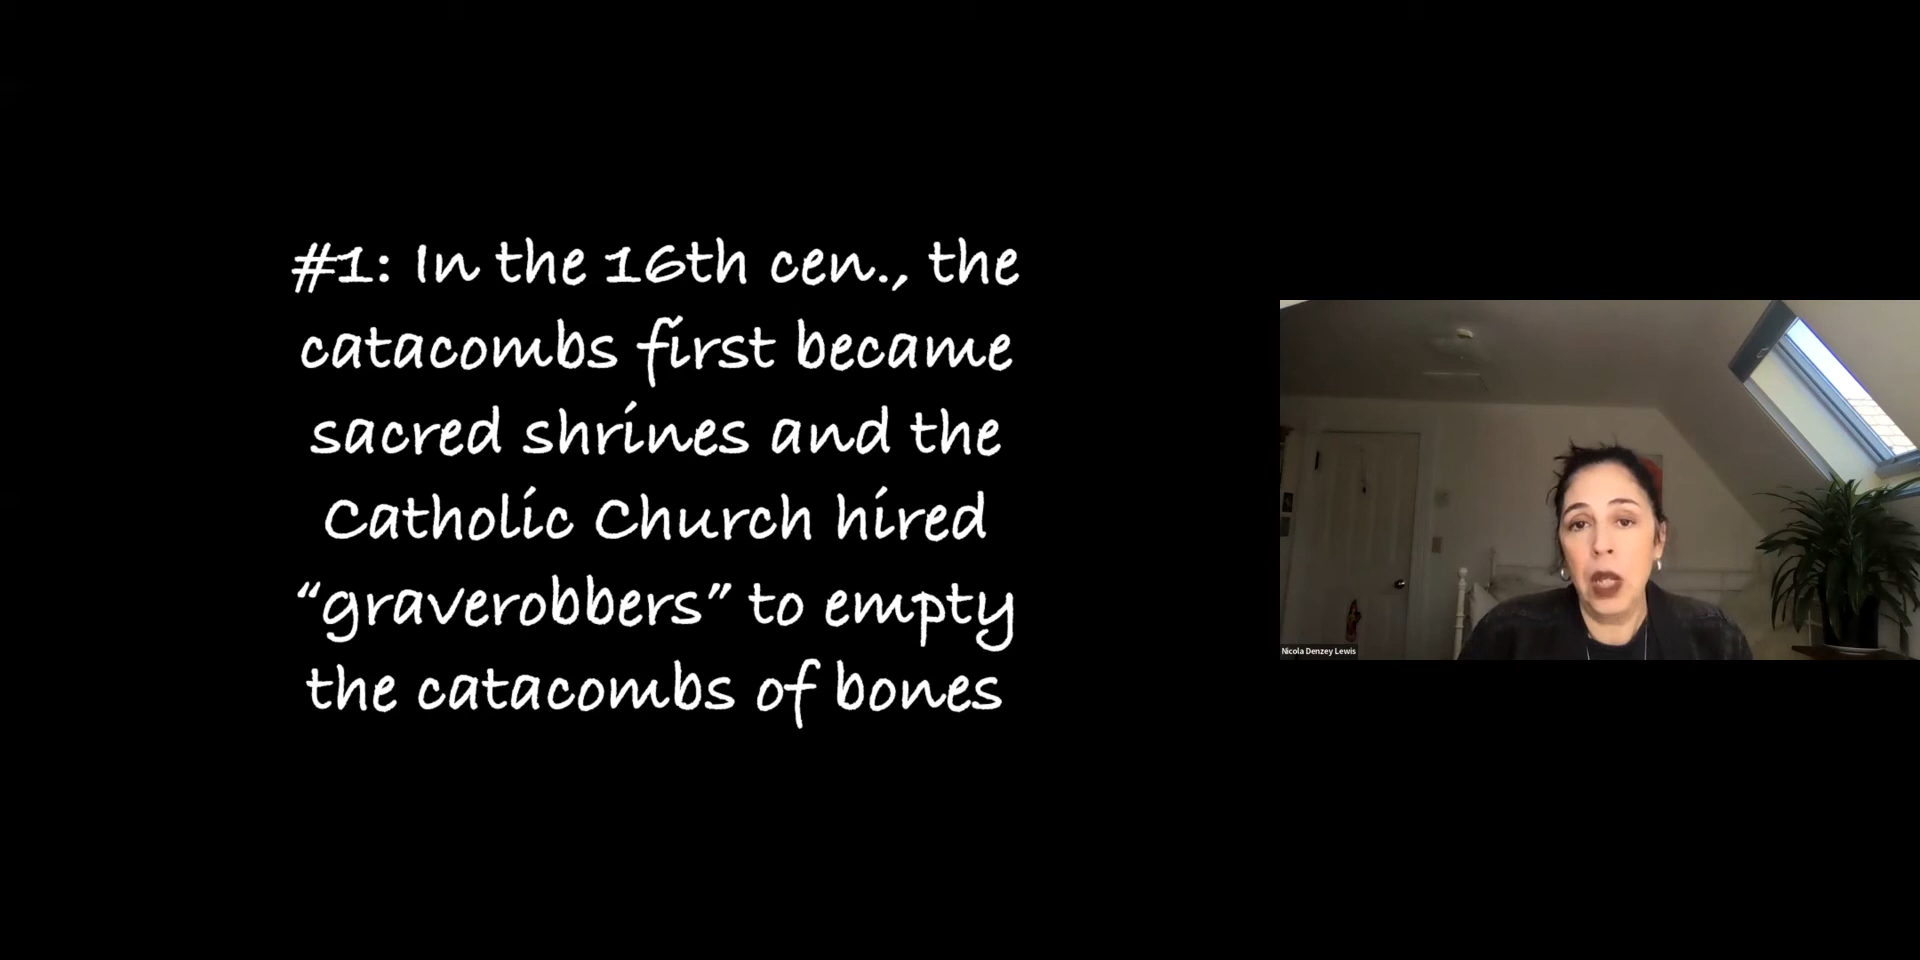 #1: In the 16th cen., the
catacombs first became
sacred shrines and the
Catholic Church hired
“graverobbers” to empty
the catacombs of bones
Nicola Denzey Lewis